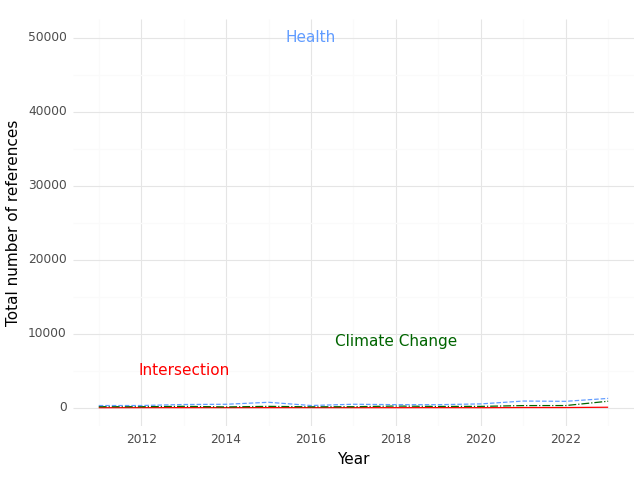 50000
Health
40000
30000
20000
10000
Climate Change
Intersection
0
2012 2014 2016 2018 2020 2022
Year
Total number of references